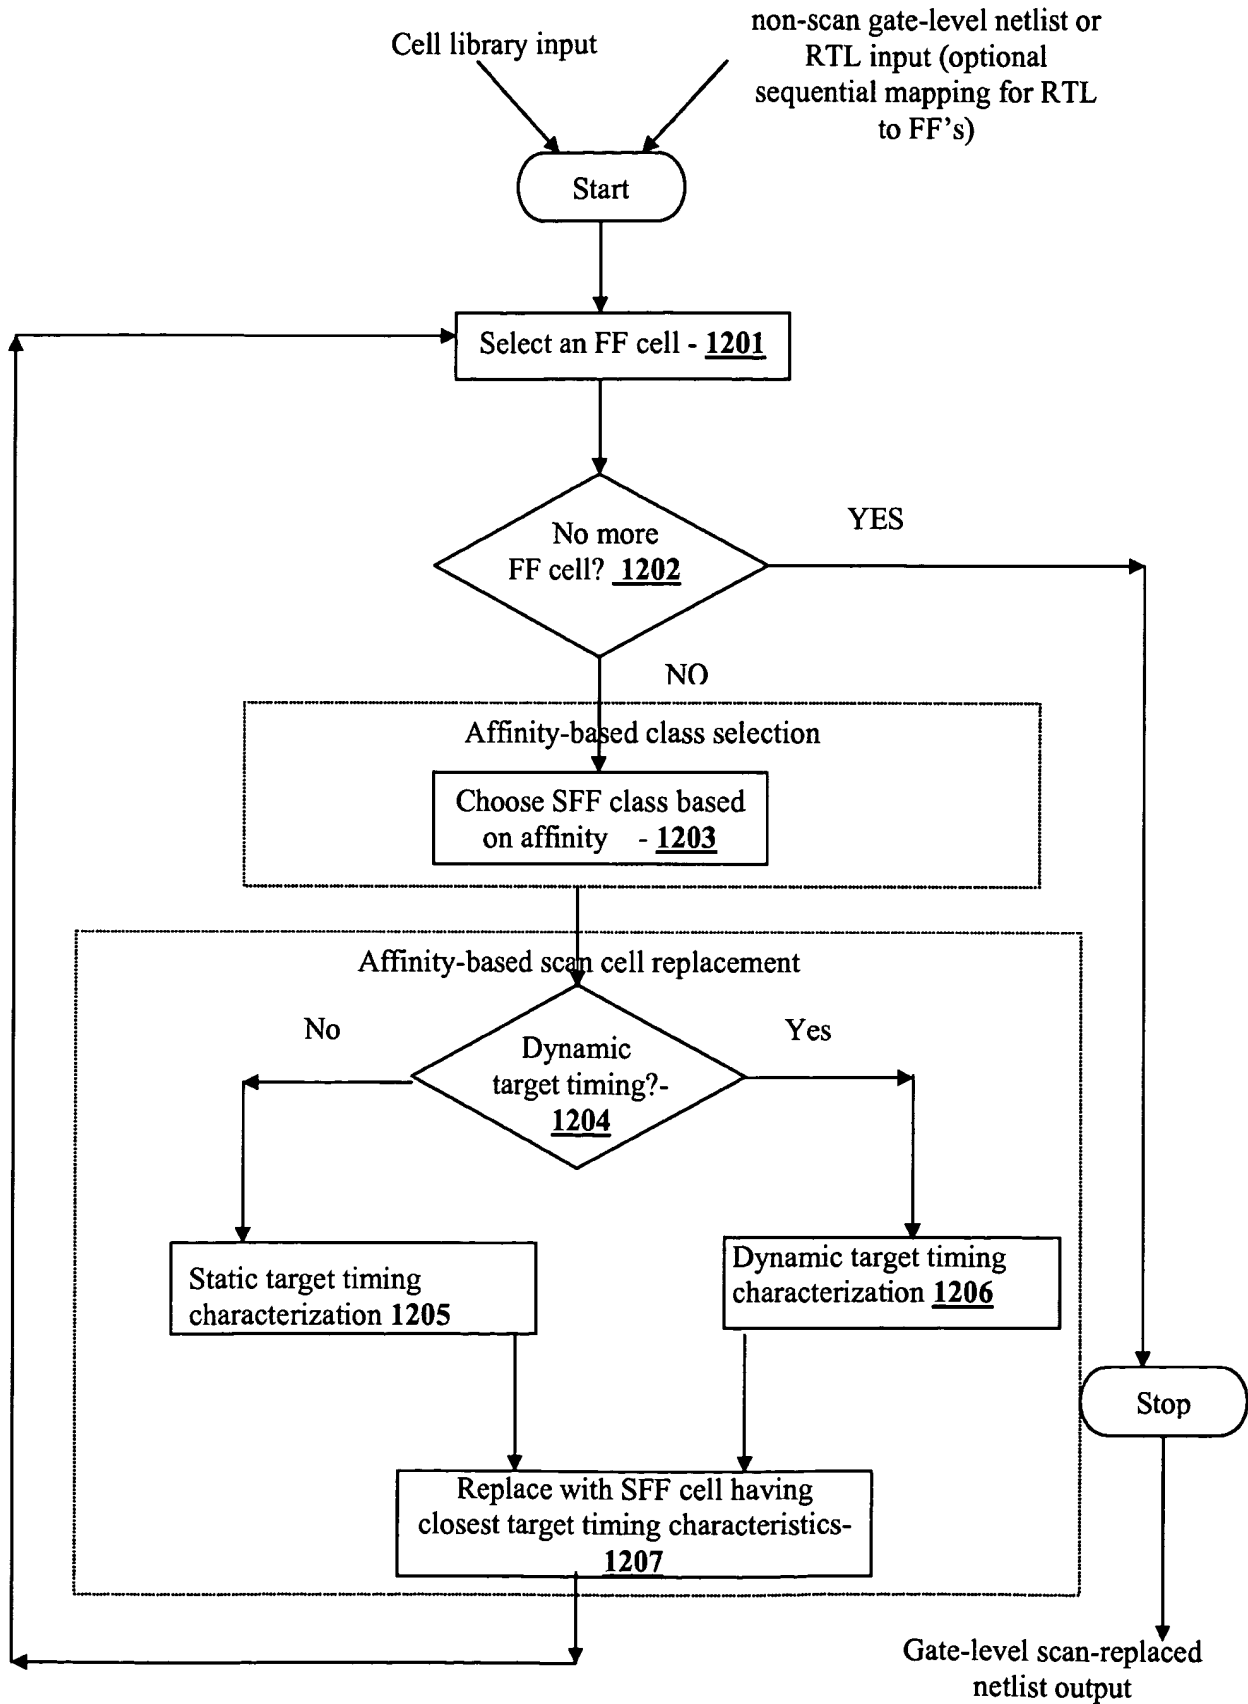 Cell library input
non-scan gate-level netlist or
RTL input (optional
sequential mapping for RTL
to FF's)
Start
Select an FF cell - 1201
No more
FF cell? 1202
YES
NO
Affinity-based class selection
Choose SFF class based
on affinity - 1203
Affinity-based scan cell replacement
No
Yes
Dynamic
target timing?-
1204
Static target timing
characterization 1205
Dynamic target timing
characterization 1206
Stop
Replace with SFF cell having
closest target timing characteristics-
1207
Gate-level scan-replaced
netlist output